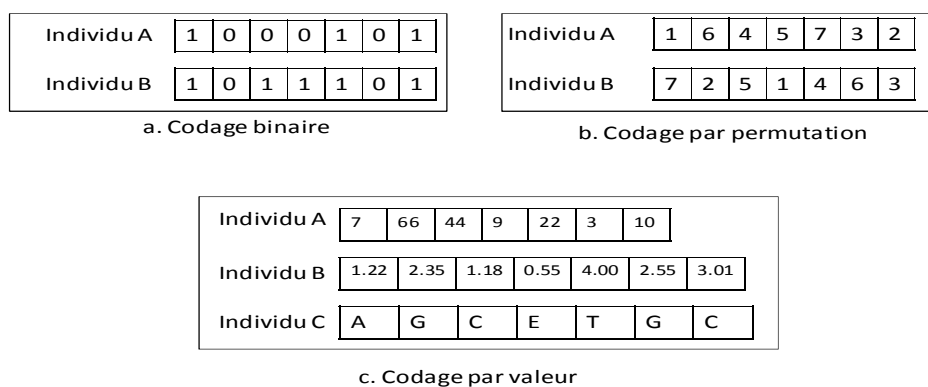 Individu A 1 0 0 0 1 0 1
Individu B 1 0 1 1 1 0 1
a. Codage binaire
Individu A 1 6 4 5 7 3 2
Individu B 7 2 5 1 4 6 3
b. Codage par permutation
Individu A 7 66 44 9 22 3 10
Individu B 1.22 2.35 1.18 0.55 4.00 2.55 3.01
Individu C A G C E T G C
c. Codage par valeur